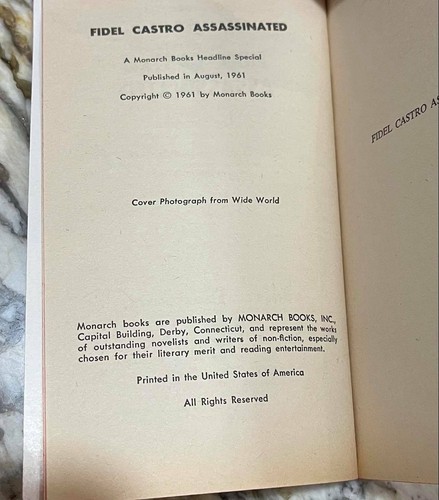 FIDEL CASTRO ASSASSINATED
A Monarch Books Headline Special
Published in August, 1961
Copyright © 1961 by Monarch Books
Cover Photograph from Wide World
Monarch books are published by MONARCH BOOKS, INC.,
Capital Building, Derby, Connecticut, and represent the works
of outstanding novelists and writers of non-fiction, especially
chosen for their literary merit and reading entertainment.
Printed in the United States of America
All Rights Reserved
FIDEL CASTRO AS